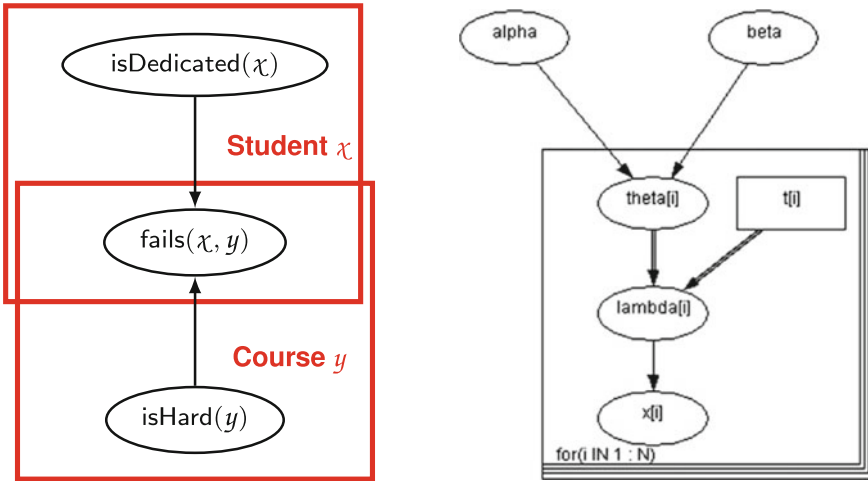 isDedicated(χ)
Student χ
fails(χ, y)
Course y
isHard(y)
alpha
beta
theta[i]
t[i]
lambda[i]
x[i]
for(i IN 1 : N)